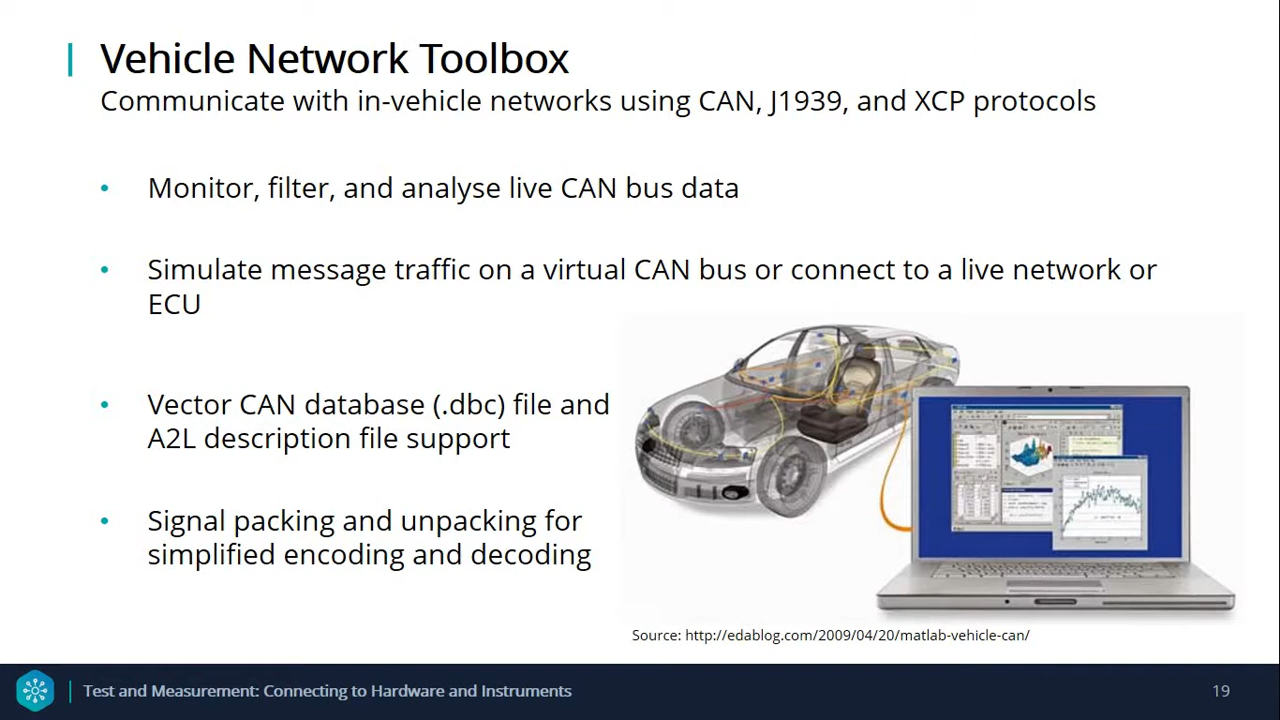 Vehicle Network Toolbox
Communicate with in-vehicle networks using CAN, J1939, and XCP protocols
• Monitor, filter, and analyse live CAN bus data
• Simulate message traffic on a virtual CAN bus or connect to a live network or
ECU
• Vector CAN database (.dbc) file and
A2L description file support
• Signal packing and unpacking for
simplified encoding and decoding
Source: http://edablog.com/2009/04/20/matlab-vehicle-can/
Test and Measurement: Connecting to Hardware and Instruments
19